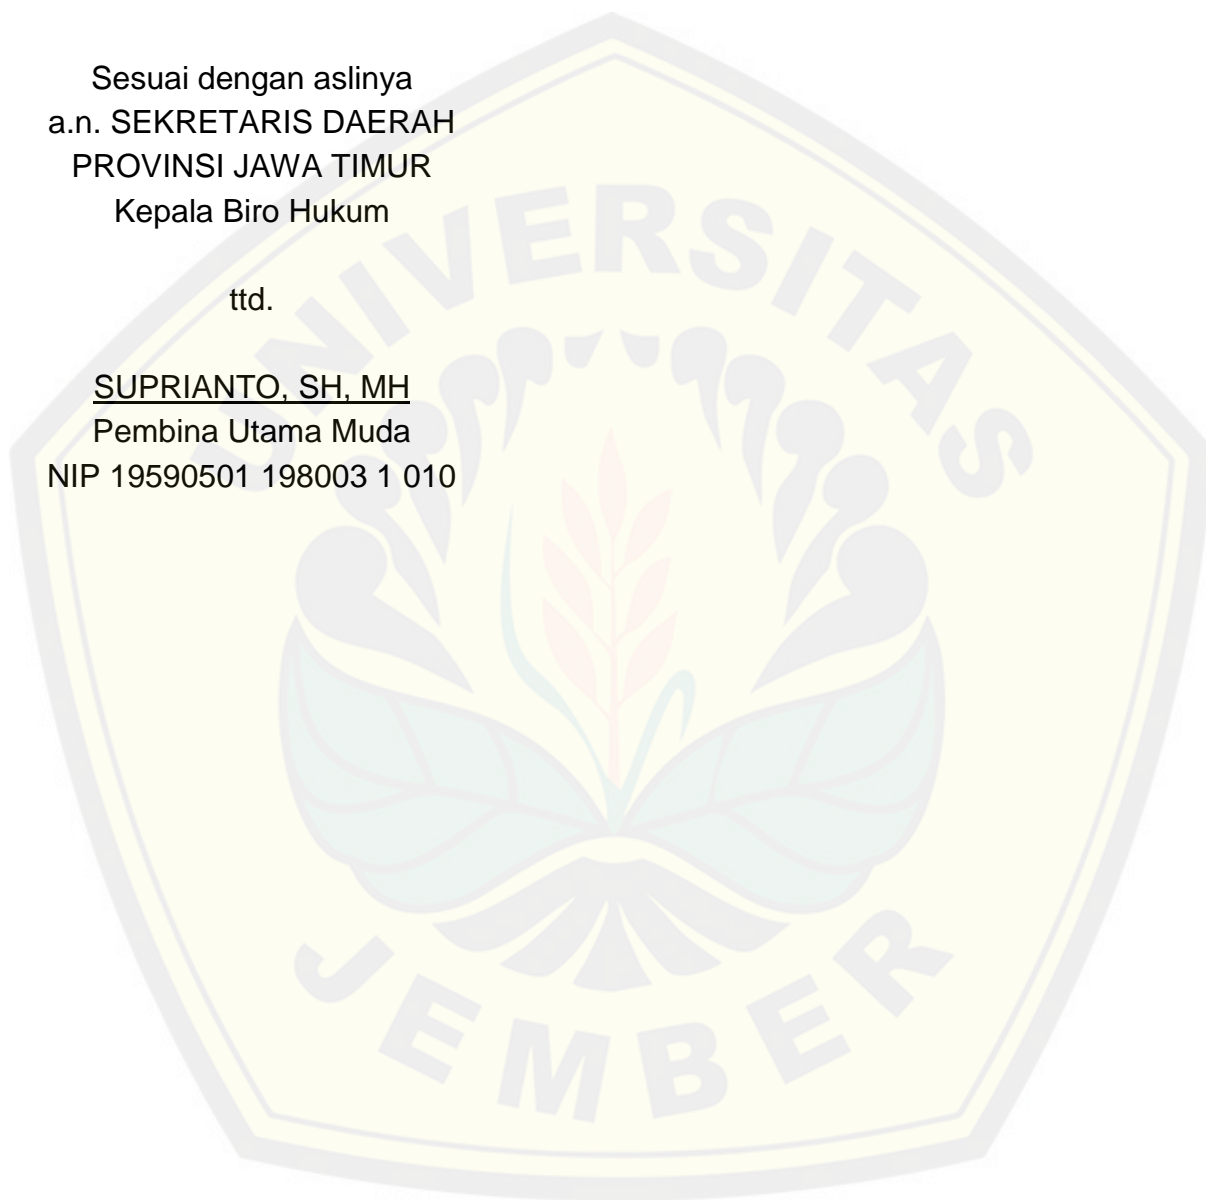 Sesuai dengan aslinya
a.n. SEKRETARIS DAERAH
PROVINSI JAWA TIMUR
Kepala Biro Hukum
ttd.
SUPRIANTO, SH, MH
Pembina Utama Muda
NIP 19590501 198003 1 010
UNIVERSITAS
JEMBER